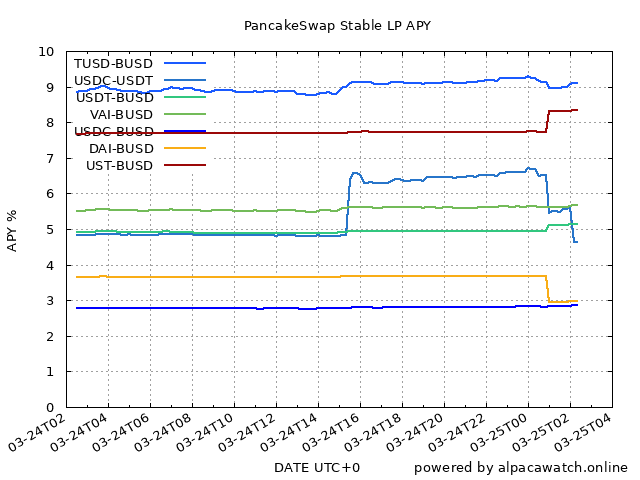 PancakeSwap Stable LP APY
10
9
8
7
6
5
4
3
2
1
0
APY %
TUSD-BUSD
USDC-USDT
USDT-BUSD
VAI-BUSD
USDC-BUSD
DAI-BUSD
UST-BUSD
03-24T02
03-24T04
03-24T06
03-24T08
03-24T10
03-24T12
03-24T14
03-24T16
03-24T18
03-24T20
03-24T22
03-25T00
03-25T02
03-25T04
DATE UTC+0
powered by alpacawatch.online